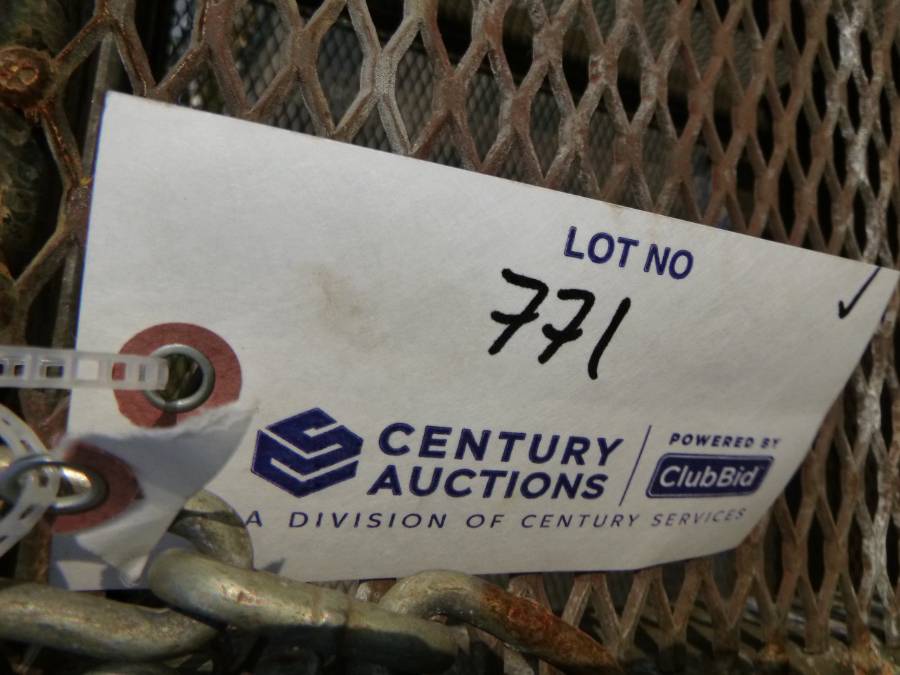 LOT NO
771
CENTURY
AUCTIONS
POWERED BY
ClubBid
A DIVISION OF CENTURY SERVICES